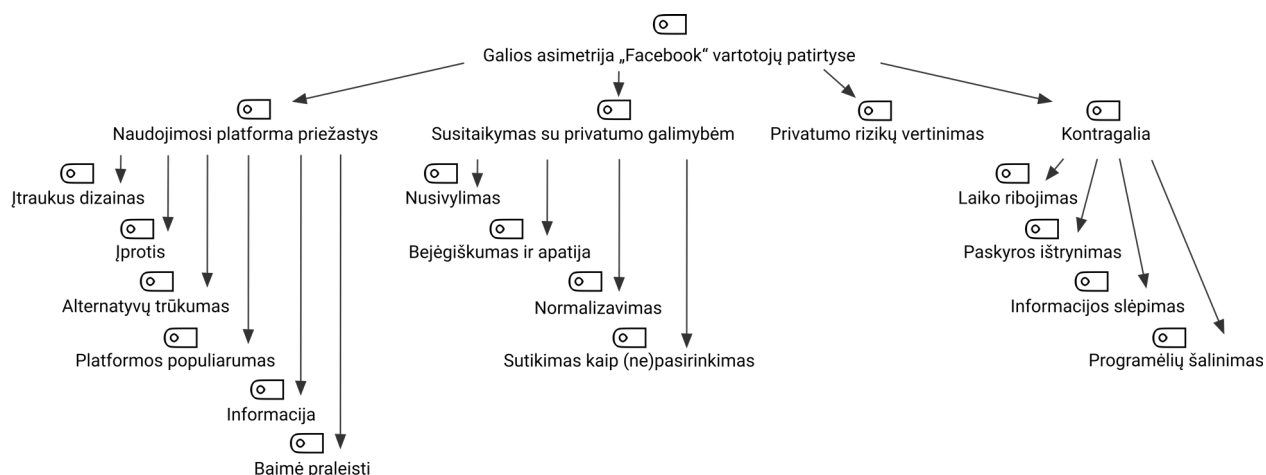 Galios asimetrija „Facebook“ vartotojų patirtyse
Naudojimosi platforma priežastys
Susitaikymas su privatumo galimybėm
Privatumo rizikų vertinimas
Kontragalia
Įtraukus dizainas
Įprotis
Alternatyvų trūkumas
Platformos populiarumas
Informacija
Baimė praleisti
Nusivylimas
Bejėgiškumas ir apatija
Normalizavimas
Sutikimas kaip (ne)pasirinkimas
Laiko ribojimas
Paskyros ištrynimas
Informacijos slėpimas
Programėlių šalinimas